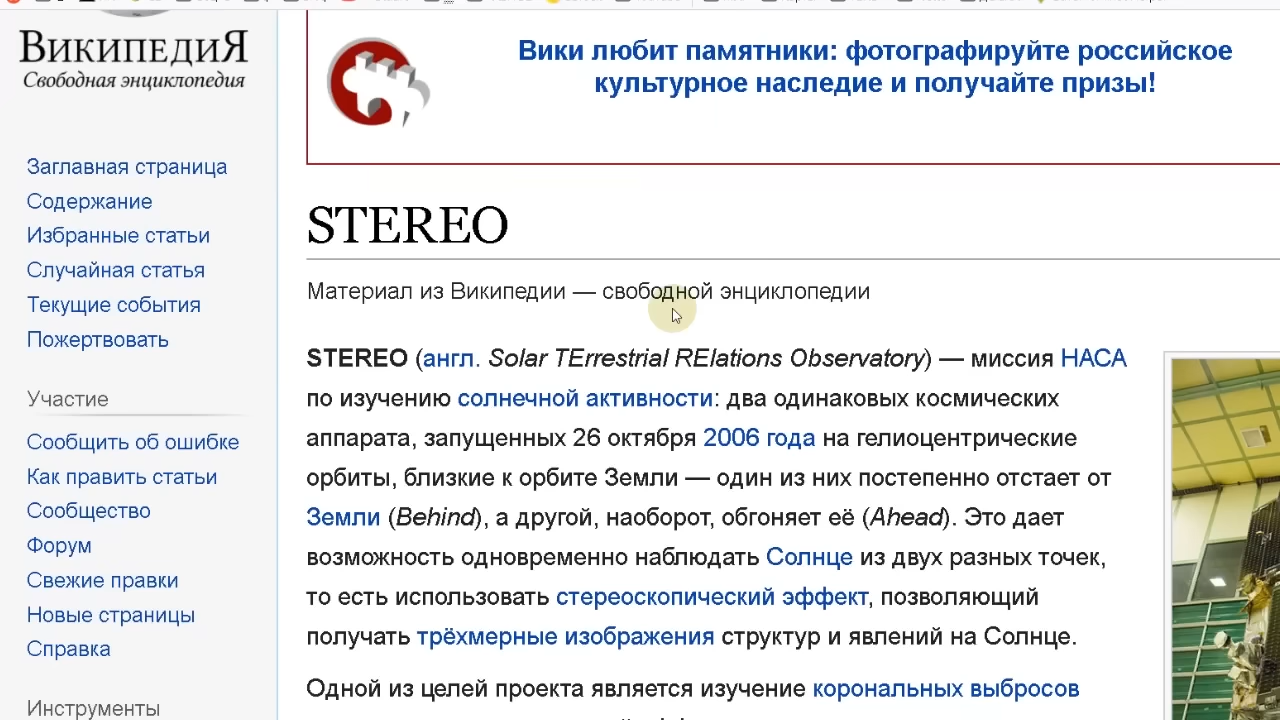 ВикипедиЯ
Свободная энциклопедия
Заглавная страница
Содержание
Избранные статьи
Случайная статья
Текущие события
Пожертвовать
Участие
Сообщить об ошибке
Как править статьи
Сообщество
Форум
Свежие правки
Новые страницы
Справка
Инструменты
Вики любит памятники: фотографируйте российское
культурное наследие и получайте призы!
STEREO
Материал из Википедии — свободной энциклопедии
STEREO (англ. Solar TErrestrial RElations Observatory) — миссия НАСА
по изучению солнечной активности: два одинаковых космических
аппарата, запущенных 26 октября 2006 года на гелиоцентрические
орбиты, близкие к орбите Земли — один из них постепенно отстает от
Земли (Behind), а другой, наоборот, обгоняет её (Ahead). Это дает
возможность одновременно наблюдать Солнце из двух разных точек,
то есть использовать стереоскопический эффект, позволяющий
получать трёхмерные изображения структур и явлений на Солнце.
Одной из целей проекта является изучение корональных выбросов